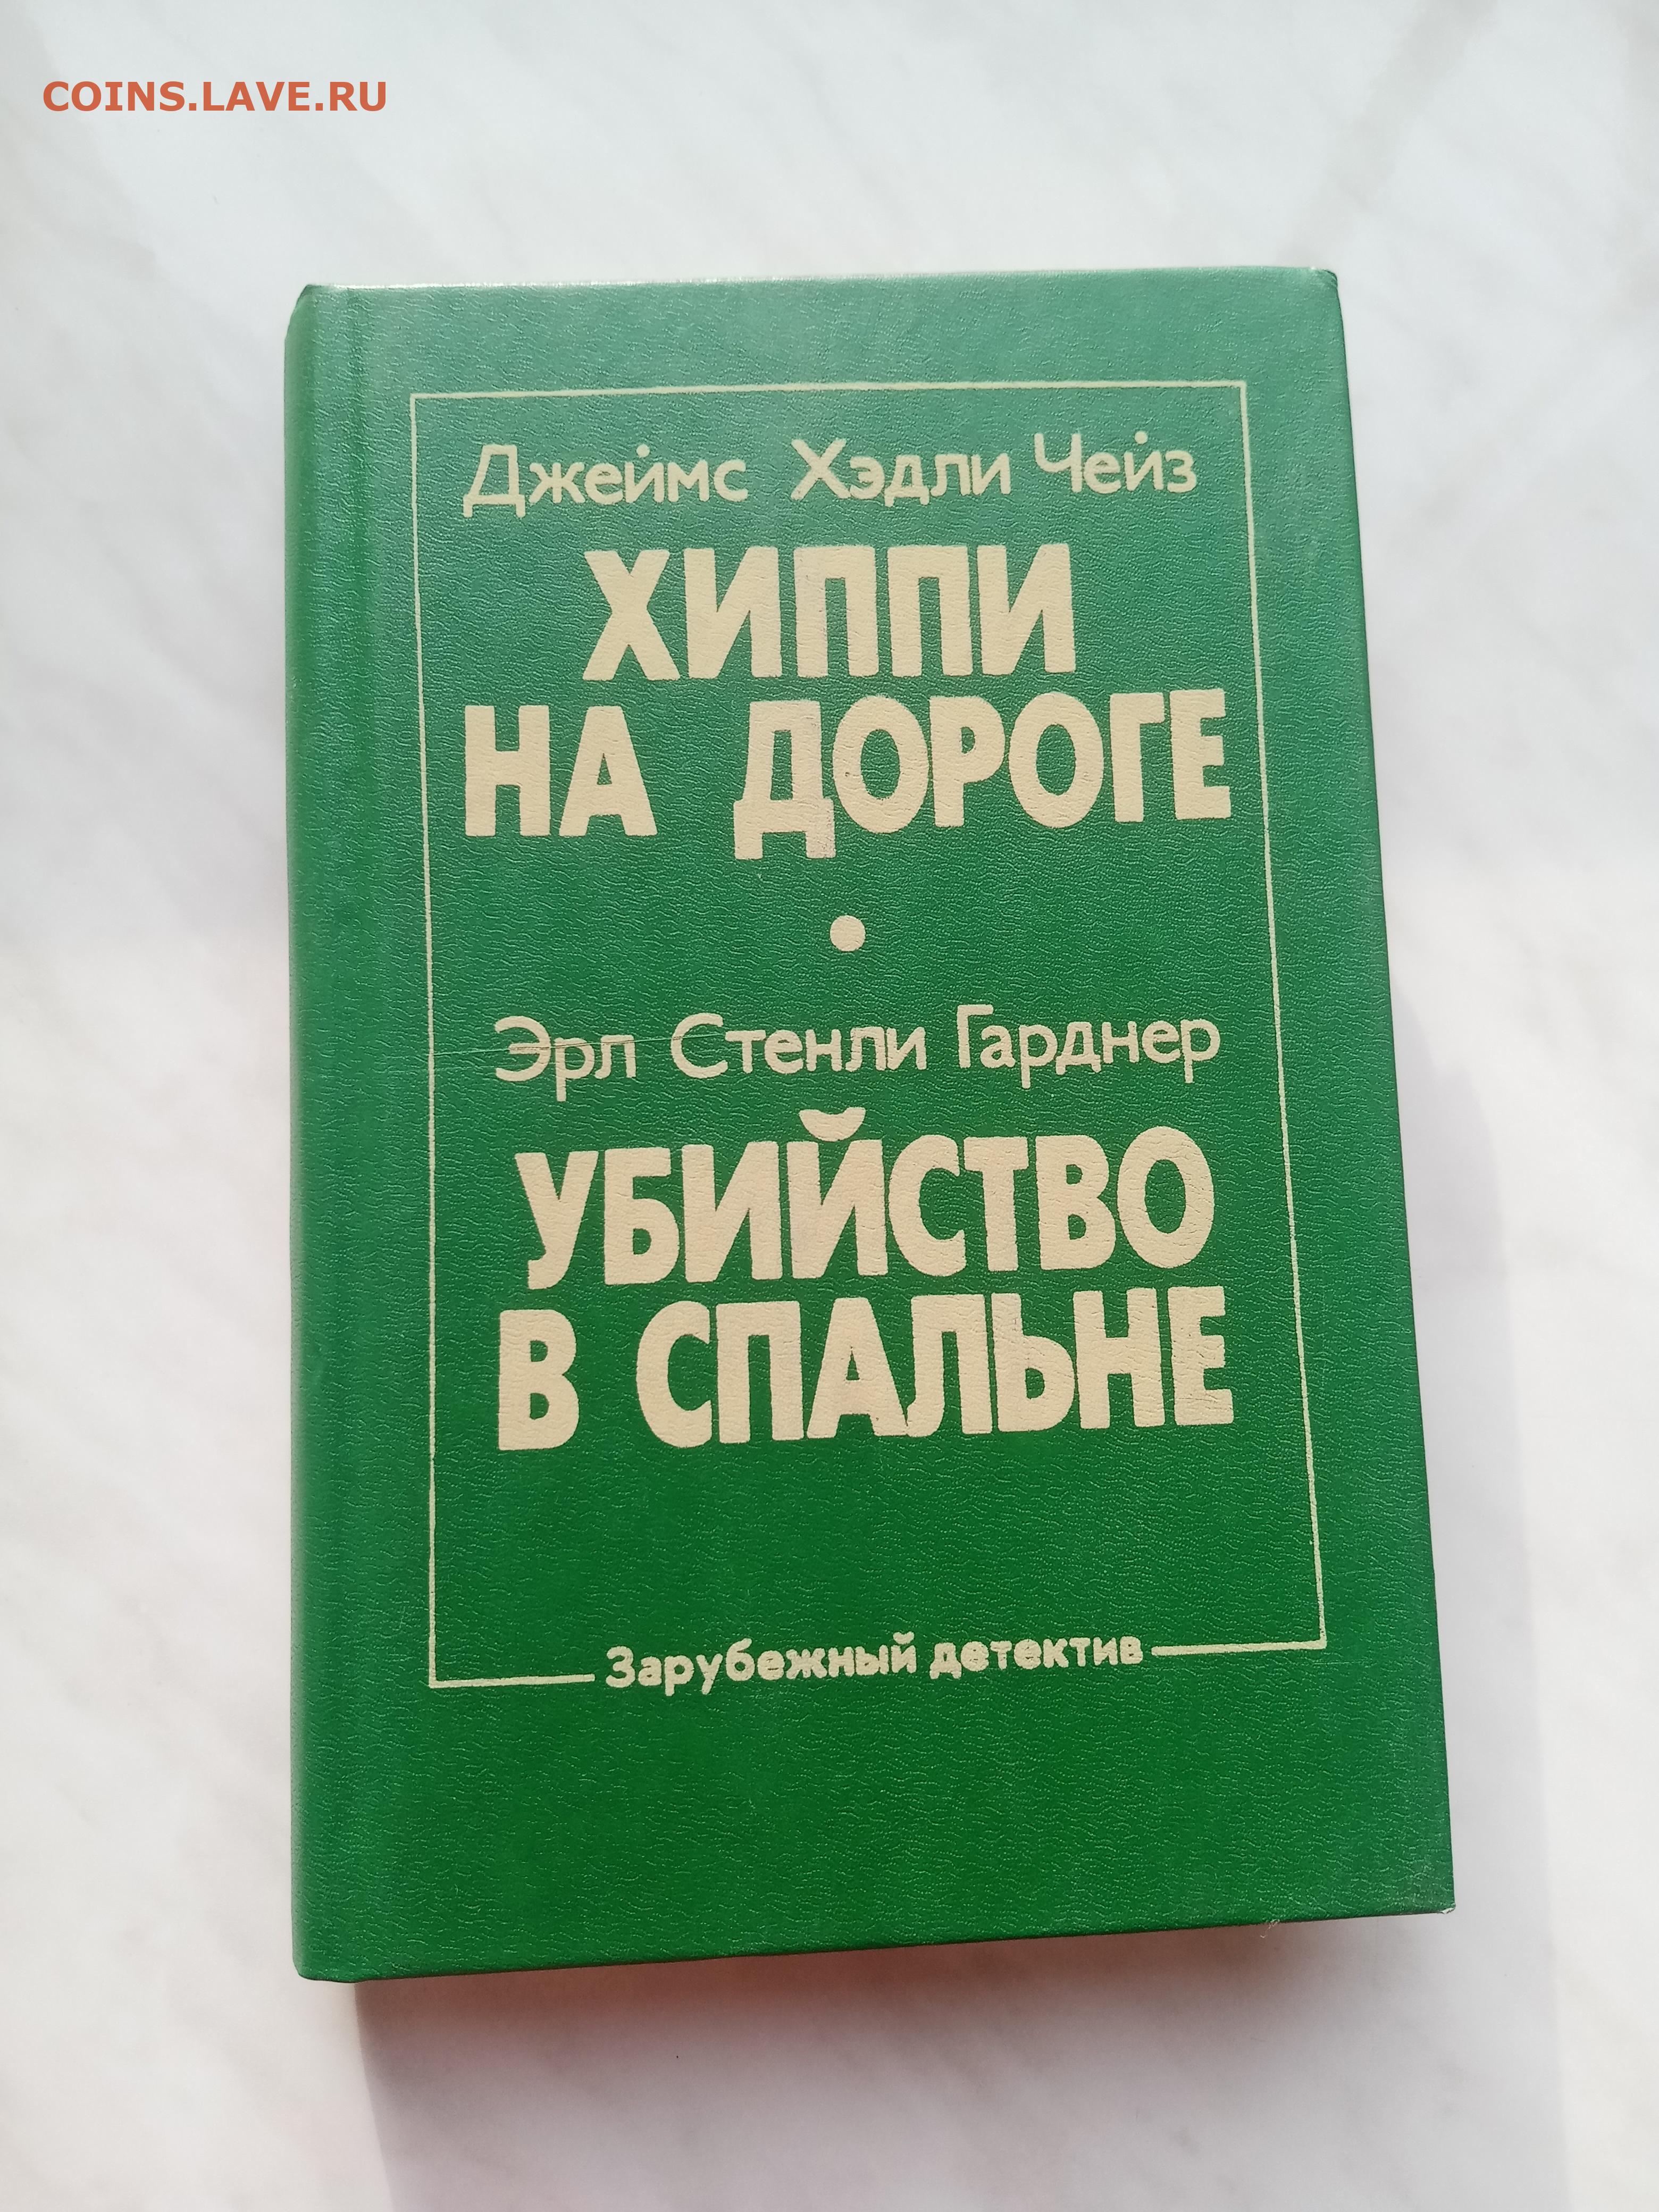 COINS.LAVE.RU
Джеймс Хэдли Чейз
ХИППИ
НА ДОРОГЕ
•
Эрл Стенли Гарднер
УБИЙСТВО
В СПАЛЬНЕ
Зарубежный детектив